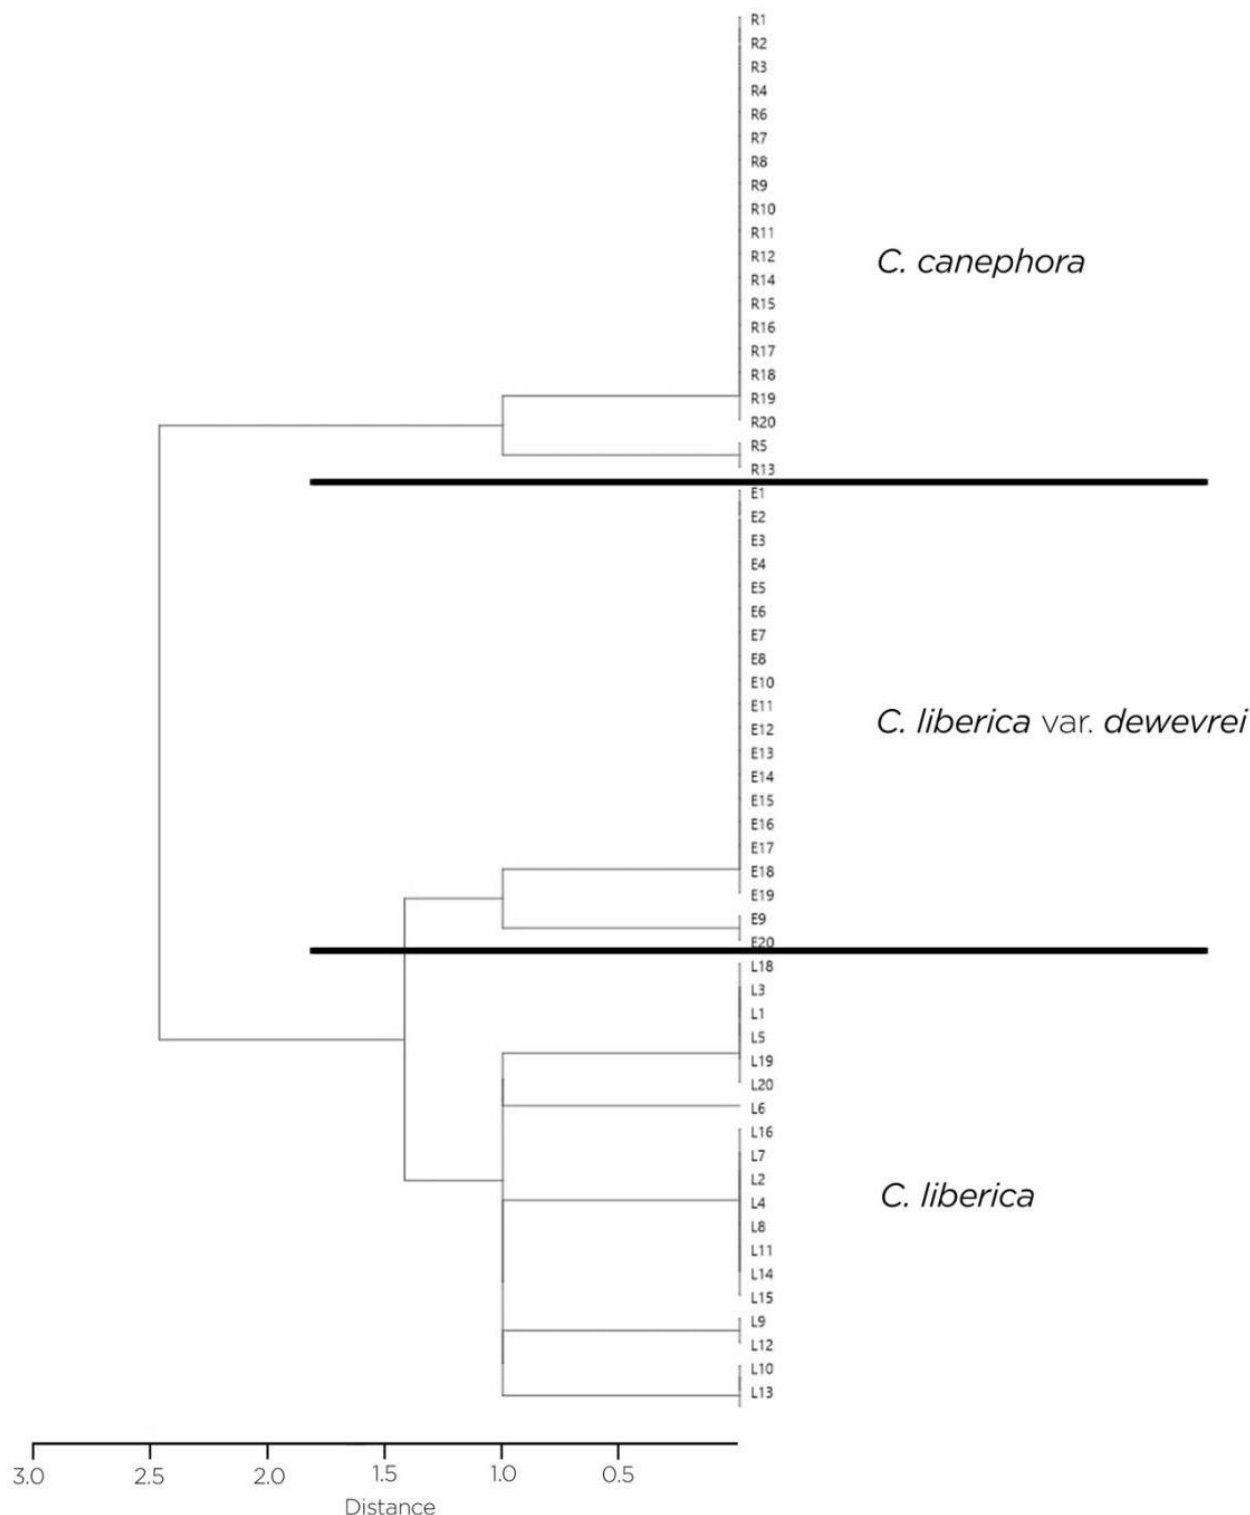 R1
R2
R3
R4
R6
R7
R8
R9
R10
R11
R12
R14
R15
R16
R17
R18
R19
R20
R5
R13
C. canephora
E1
E2
E3
E4
E5
E6
E7
E8
E10
E11
E12
E13
E14
E15
E16
E17
E18
E19
E9
E20
C. liberica var. dewevrei
L18
L3
L1
L5
L19
L20
L6
L16
L7
L2
L4
L8
L11
L14
L15
L9
L12
L10
L13
C. liberica
3.0 2.5 2.0 1.5 1.0 0.5
Distance